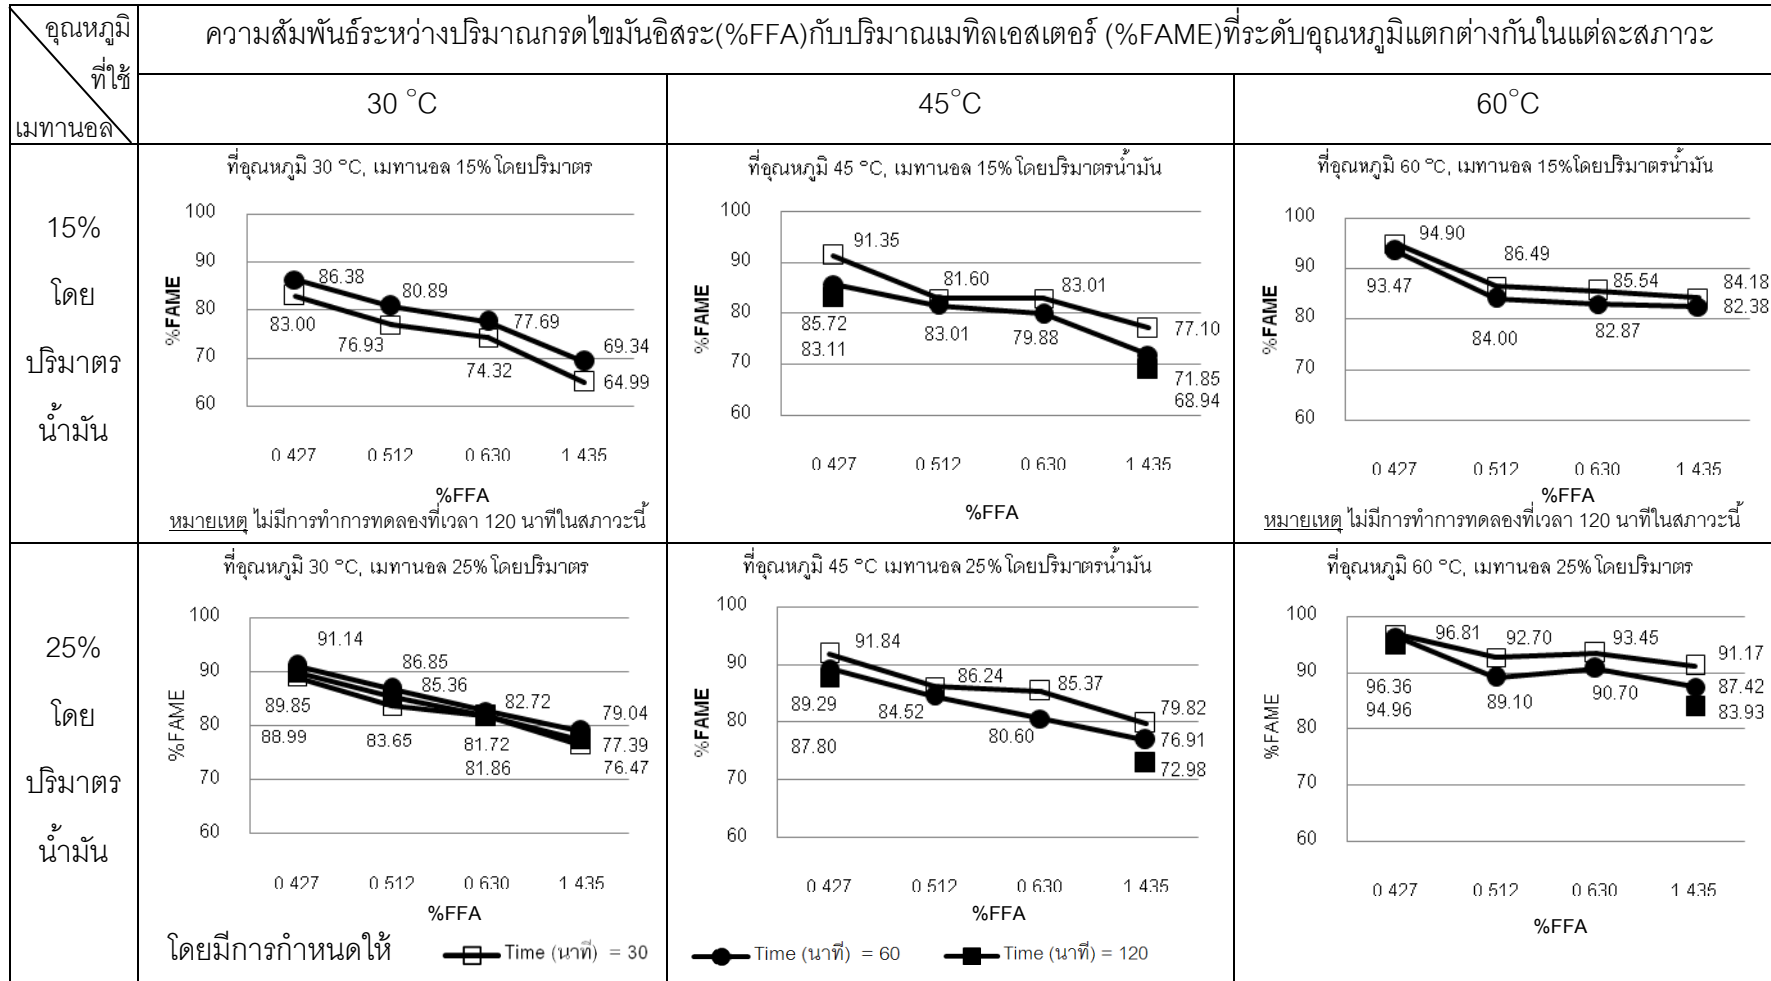 อุณหภูมิ
ที่ใช้
เมทานอล
ความสัมพันธ์ระหว่างปริมาณกรดไขมันอิสระ(%FFA)กับปริมาณเมทิลเอสเตอร์ (%FAME)ที่ระดับอุณหภูมิแตกต่างกันในแต่ละสภาวะ
30 °C
45°C
60°C
15%
โดย
ปริมาตร
น้ำมัน
ที่อุณหภูมิ 30 °C, เมทานอล 15% โดยปริมาตร
%FAME
100
90
80
70
60
86.38
80.89
77.69
69.34
83.00
76.93
74.32
64.99
0.427 0.512 0.630 1.435
%FFA
หมายเหตุ ไม่มีการทำการทดลองที่เวลา 120 นาทีในสภาวะนี้
ที่อุณหภูมิ 45 °C, เมทานอล 15% โดยปริมาตรน้ำมัน
%FAME
100
90
80
70
60
91.35
81.60
83.01
77.10
85.72
83.11
83.01
79.88
71.85
68.94
0.427 0.512 0.630 1.435
%FFA
ที่อุณหภูมิ 60 °C, เมทานอล 15%โดยปริมาตรน้ำมัน
%FAME
100
90
80
70
60
94.90
86.49
85.54
84.18
93.47
84.00
82.87
82.38
0.427 0.512 0.630 1.435
%FFA
หมายเหตุ ไม่มีการทำการทดลองที่เวลา 120 นาทีในสภาวะนี้
25%
โดย
ปริมาตร
น้ำมัน
ที่อุณหภูมิ 30 °C, เมทานอล 25% โดยปริมาตร
%FAME
100
90
80
70
60
91.14
86.85
85.36
82.72
79.04
89.85
88.99
83.65
81.72
81.86
77.39
76.47
0.427 0.512 0.630 1.435
%FFA
ที่อุณหภูมิ 45 °C เมทานอล 25% โดยปริมาตรน้ำมัน
%FAME
100
90
80
70
60
91.84
86.24
85.37
79.82
89.29
87.80
84.52
80.60
76.91
72.98
0.427 0.512 0.630 1.435
%FFA
ที่อุณหภูมิ 60 °C, เมทานอล 25% โดยปริมาตร
%FAME
100
90
80
70
60
96.81
92.70
93.45
91.17
96.36
94.96
89.10
90.70
87.42
83.93
0.427 0.512 0.630 1.435
%FFA
โดยมีการกำหนดให้ Time (นาที) = 30 Time (นาที) = 60 Time (นาที) = 120